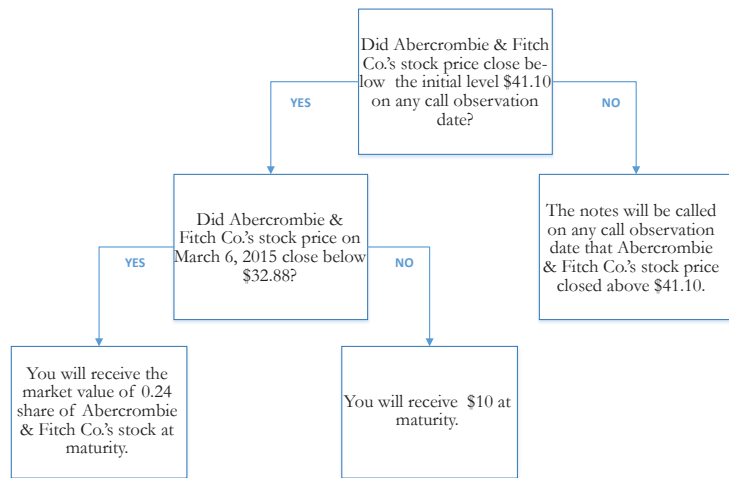 Did Abercrombie & Fitch
Co.'s stock price close be-
low the initial level $41.10
on any call observation
date?
YES
NO
Did Abercrombie &
Fitch Co.'s stock price on
March 6, 2015 close below
$32.88?
The notes will be called
on any call observation
date that Abercrombie
& Fitch Co.'s stock price
closed above $41.10.
YES
NO
You will receive the
market value of 0.24
share of Abercrombie
& Fitch Co.'s stock at
maturity.
You will receive $10 at
maturity.